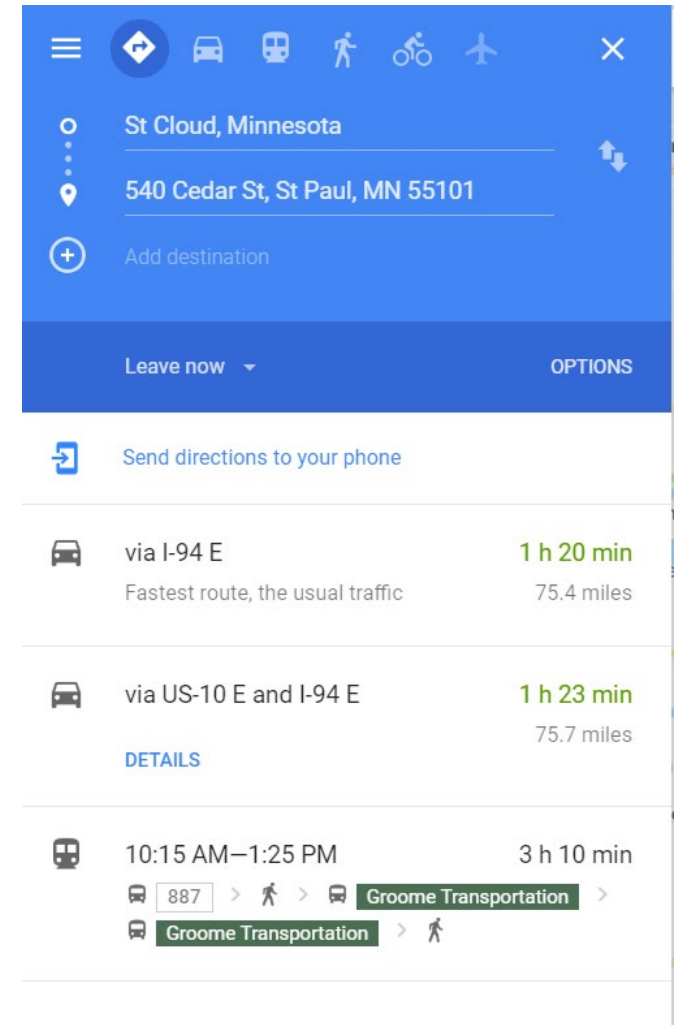 St Cloud, Minnesota
540 Cedar St, St Paul, MN 55101
Add destination
Leave now OPTIONS
Send directions to your phone
via I-94 E 1 h 20 min
Fastest route, the usual traffic 75.4 miles
via US-10 E and I-94 E 1 h 23 min
75.7 miles
DETAILS
10:15 AM—1:25 PM 3 h 10 min
887 > > Groome Transportation >
Groome Transportation >